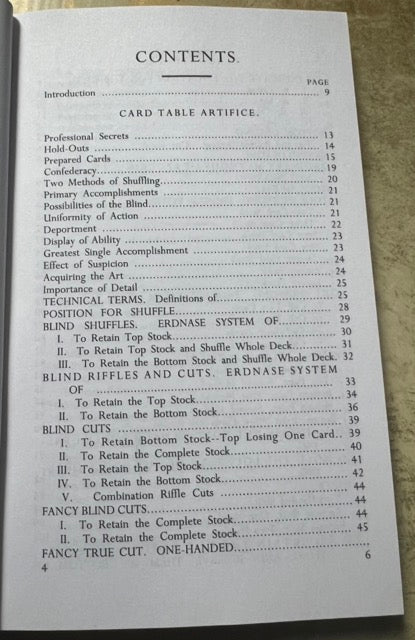 CONTENTS.
PAGE
Introduction ........ 9
CARD TABLE ARTIFICE.
Professional Secrets ........ 13
Hold-Outs ........ 14
Prepared Cards ........ 15
Confederacy ........ 19
Two Methods of Shuffling ........ 20
Primary Accomplishments ........ 21
Possibilities of the Blind ........ 21
Uniformity of Action ........ 21
Deportment ........ 22
Display of Ability ........ 23
Greatest Single Accomplishment ........ 23
Effect of Suspicion ........ 24
Acquiring the Art ........ 24
Importance of Detail ........ 25
TECHNICAL TERMS. Definitions of ........ 25
POSITION FOR SHUFFLE ........ 28
BLIND SHUFFLES. ERDNASE SYSTEM OF ........ 29
I. To Retain Top Stock ........ 30
II. To Retain Top Stock and Shuffle Whole Deck ........ 31
III. To Retain the Bottom Stock and Shuffle Whole Deck. 32
BLIND RIFFLES AND CUTS. ERDNASE SYSTEM
OF ........ 33
I. To Retain the Top Stock ........ 34
II. To Retain the Bottom Stock ........ 36
BLIND CUTS ........ 39
I. To Retain Bottom Stock--Top Losing One Card.. 39
II. To Retain the Complete Stock ........ 40
III. To Retain the Top Stock ........ 41
IV. To Retain the Bottom Stock ........ 42
V. Combination Riffle Cuts ........ 44
FANCY BLIND CUTS ........ 44
I. To Retain the Complete Stock ........ 44
II. To Retain the Complete Stock ........ 45
FANCY TRUE CUT. ONE-HANDED ........ 6
4